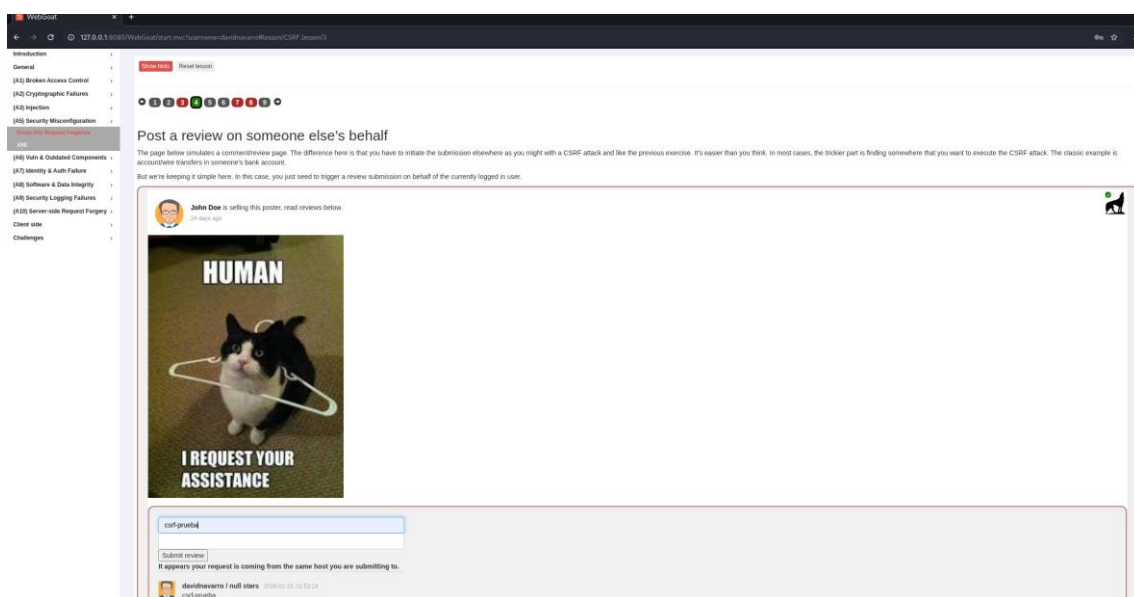 WebGoat
127.0.0.1:8080/WebGoat/start.mvc?username=davidnavarro#lesson/CSRF.lesson/3
Introduction
General
(A1) Broken Access Control
(A2) Cryptographic Failures
(A3) Injection
(A5) Security Misconfiguration
Cross-Site Request Forgeries
XXE
(A6) Vuln & Outdated Components
(A7) Identity & Auth Failure
(A8) Software & Data Integrity
(A9) Security Logging Failures
(A10) Server-side Request Forgery
Client side
Challenges
Show hints Reset lesson
1 2 3 4 5 6 7 8 9
Post a review on someone else's behalf
The page below simulates a comment/review page. The difference here is that you have to initiate the submission elsewhere as you might with a CSRF attack and like the previous exercise. It's easier than you think. In most cases, the trickier part is finding somewhere that you want to execute the CSRF attack. The classic example is
account/wire transfers in someone's bank account.
But we're keeping it simple here. In this case, you just need to trigger a review submission on behalf of the currently logged in user.
John Doe is selling this poster, read reviews below.
24 days ago
HUMAN
I REQUEST YOUR
ASSISTANCE
csrf-prueba
Submit review
It appears your request is coming from the same host you are submitting to.
davidnavarro / null stars
csrf-prueba